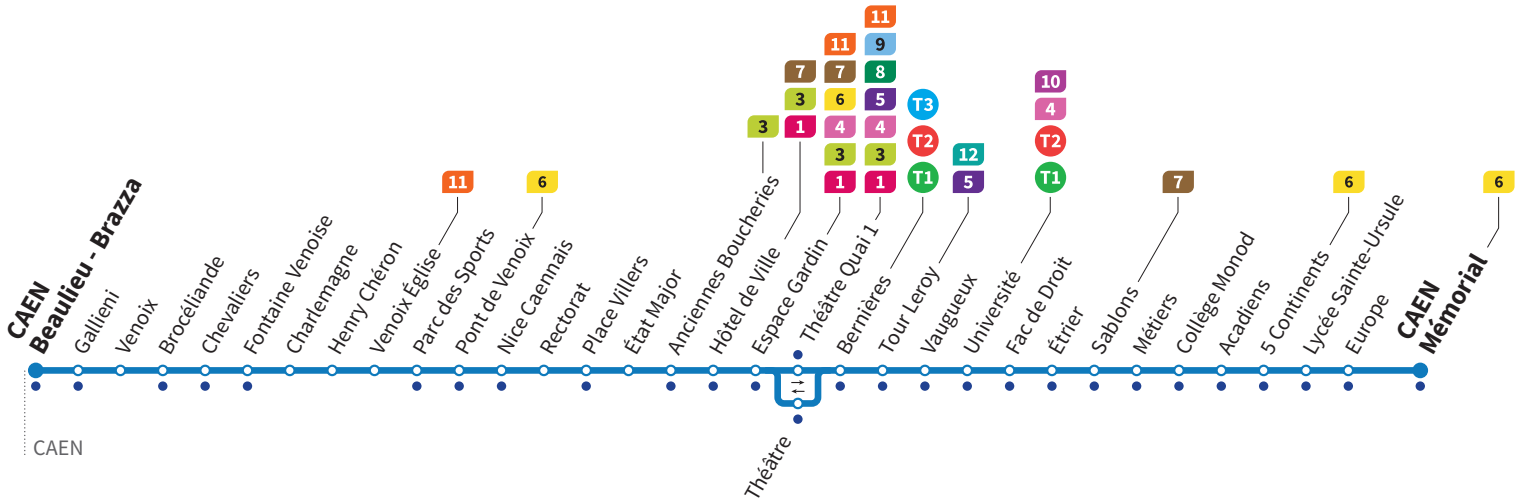 11
11
9
7
7
8
3
6
5
T3
10
3
1
4
4
T2
4
3
3
12
T2
11
6
1
1
T1
5
T1
7
6
6
CAEN
Beaulieu - Brazza
Gallieni
Venoix
Brocéliande
Chevaliers
Fontaine Venoise
Charlemagne
Henry Chéron
Venoix Église
Parc des Sports
Pont de Venoix
Nice Caennais
Rectorat
Place Villers
État Major
Anciennes Boucheries
Hôtel de Ville
Espace Gardin
Théâtre Quai 1
Bernières
Tour Leroy
Vaugueux
Université
Fac de Droit
Étrier
Sablons
Métiers
Collège Monod
Acadiens
5 Continents
Lycée Sainte-Ursule
Europe
CAEN
Mémorial
Théâtre
CAEN